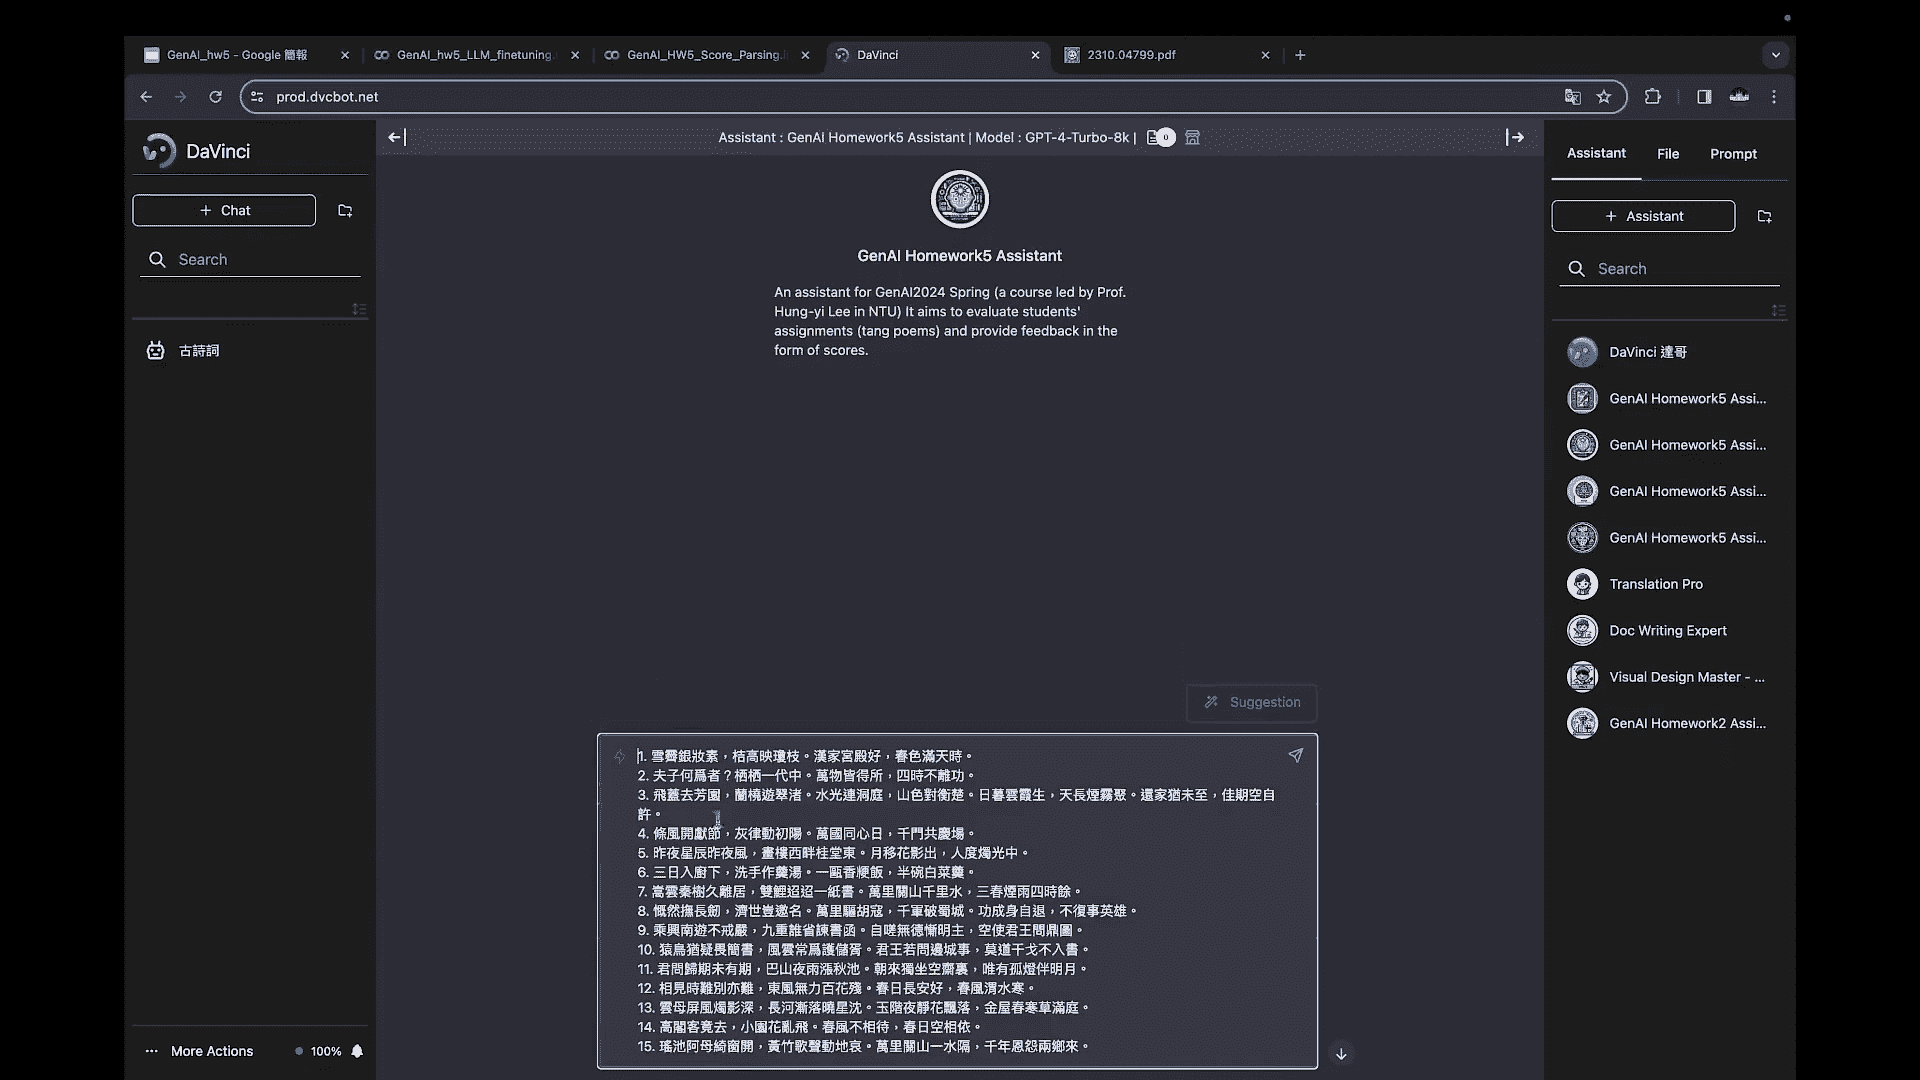 GenAI_hw5 - Google 簡報
GenAI_hw5_LLM_finetuning.
GenAI_HW5_Score_Parsing.i
DaVinci
2310.04799.pdf
prod.dvcbot.net
DaVinci
Chat
Search
古詩詞
More Actions
100%
Assistant : GenAI Homework5 Assistant | Model : GPT-4-Turbo-8k |
0
GenAI Homework5 Assistant
An assistant for GenAI2024 Spring (a course led by Prof.
Hung-yi Lee in NTU) It aims to evaluate students'
assignments (tang poems) and provide feedback in the
form of scores.
Suggestion
1. 雪霽銀妝素，桔高映瓊枝。漢家宮殿好，春色滿天時。
2. 夫子何爲者？栖栖一代中。萬物皆得所，四時不離功。
3. 飛蓋去芳園，蘭橈遊翠渚。水光連洞庭，山色對衡楚。日暮雲霞生，天長煙霧聚。還家猶未至，佳期空自
許。
4. 條風開獻節，灰律動初陽。萬國同心日，千門共慶場。
5. 昨夜星辰昨夜風，畫樓西畔桂堂東。月移花影出，人度燭光中。
6. 三日入廚下，洗手作羹湯。一甌香粳飯，半碗白菜羹。
7. 嵩雲秦樹久離居，雙鯉迢迢一紙書。萬里關山千里水，三春煙雨四時餘。
8. 慨然撫長劒，濟世豈邀名。萬里驅胡寇，千軍破蜀城。功成身自退，不復事英雄。
9. 乘興南遊不戒嚴，九重誰省諫書函。自嗟無德慚明主，空使君王問鼎圖。
10. 猿鳥猶疑畏簡書，風雲常爲護儲胥。君王若問邊城事，莫道干戈不入書。
11. 君問歸期未有期，巴山夜雨漲秋池。朝來獨坐空齋裏，唯有孤燈伴明月。
12. 相見時難別亦難，東風無力百花殘。春日長安好，春風渭水寒。
13. 雲母屏風燭影深，長河漸落曉星沈。玉階夜靜花飄落，金屋春寒草滿庭。
14. 高閣客竟去，小園花亂飛。春風不相待，春日空相依。
15. 瑤池阿母綺窗開，黃竹歌聲動地哀。萬里關山一水隔，千年恩怨兩鄉來。
Assistant
File
Prompt
Assistant
Search
DaVinci 達哥
GenAI Homework5 Assi...
GenAI Homework5 Assi...
GenAI Homework5 Assi...
GenAI Homework5 Assi...
Translation Pro
Doc Writing Expert
Visual Design Master - ...
GenAI Homework2 Assi...